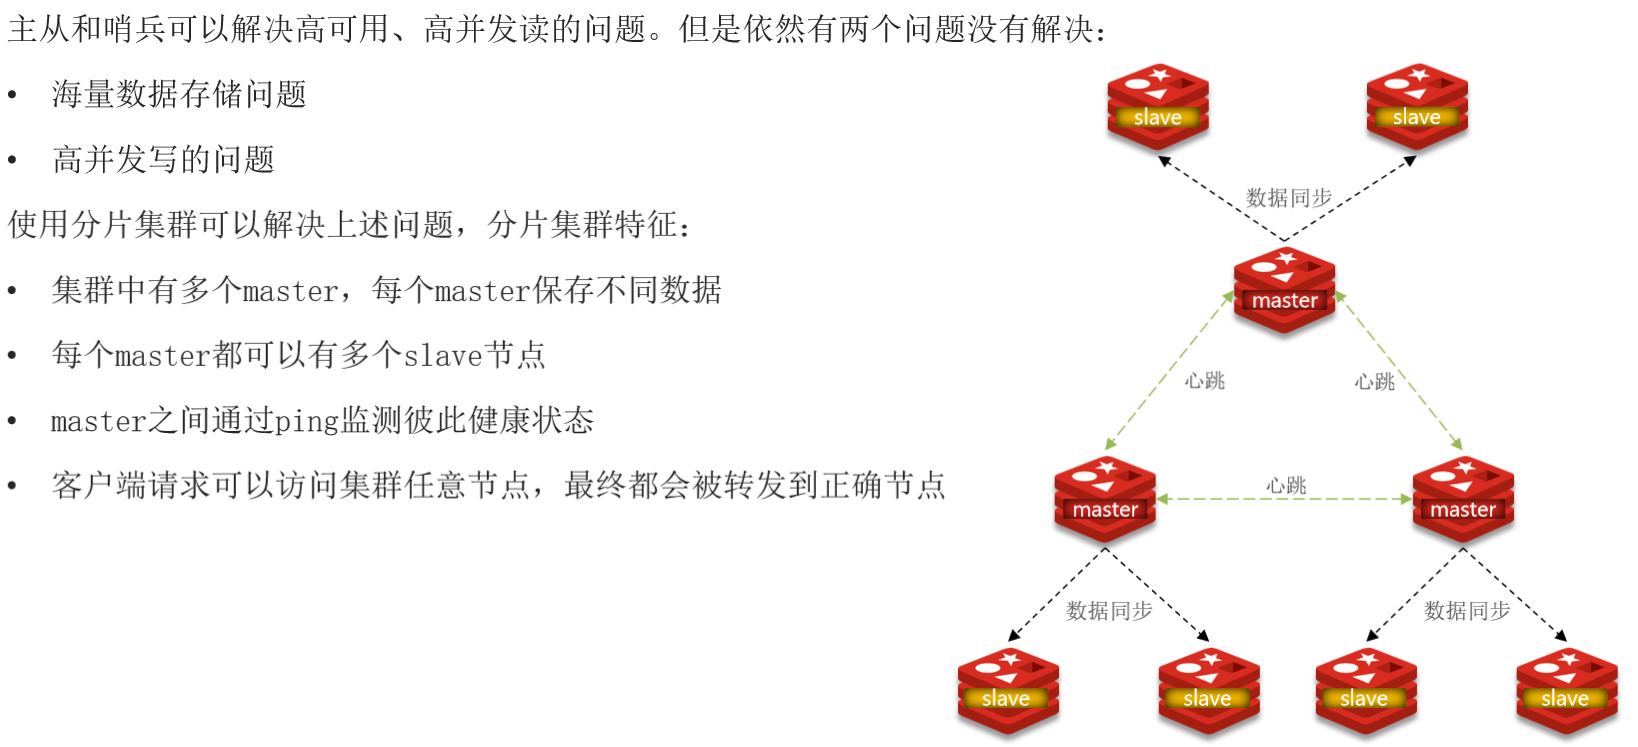 主从和哨兵可以解决高可用、高并发读的问题。但是依然有两个问题没有解决：
• 海量数据存储问题
• 高并发写的问题
使用分片集群可以解决上述问题，分片集群特征：
• 集群中有多个master，每个master保存不同数据
• 每个master都可以有多个slave节点
• master之间通过ping监测彼此健康状态
• 客户端请求可以访问集群任意节点，最终都会被转发到正确节点
slave
slave
数据同步
master
心跳
心跳
master
心跳
master
数据同步
数据同步
slave
slave
slave
slave